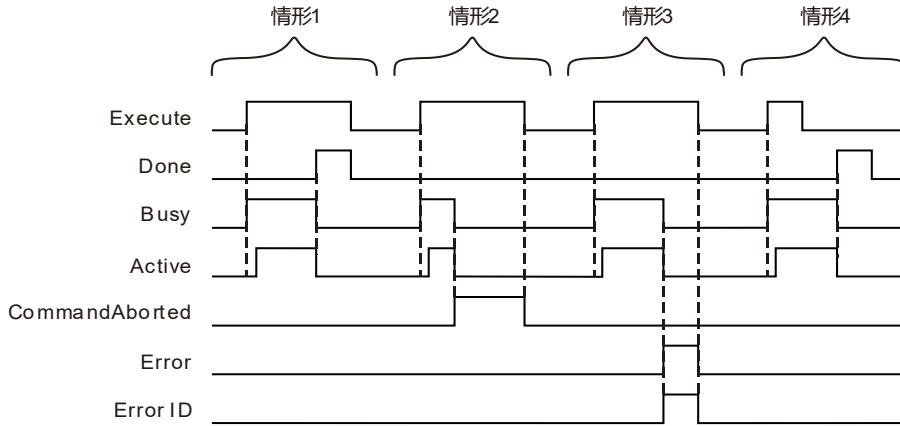 情形1 情形2 情形3 情形4
Execute
Done
Busy
Active
CommandAborted
Error
Error ID